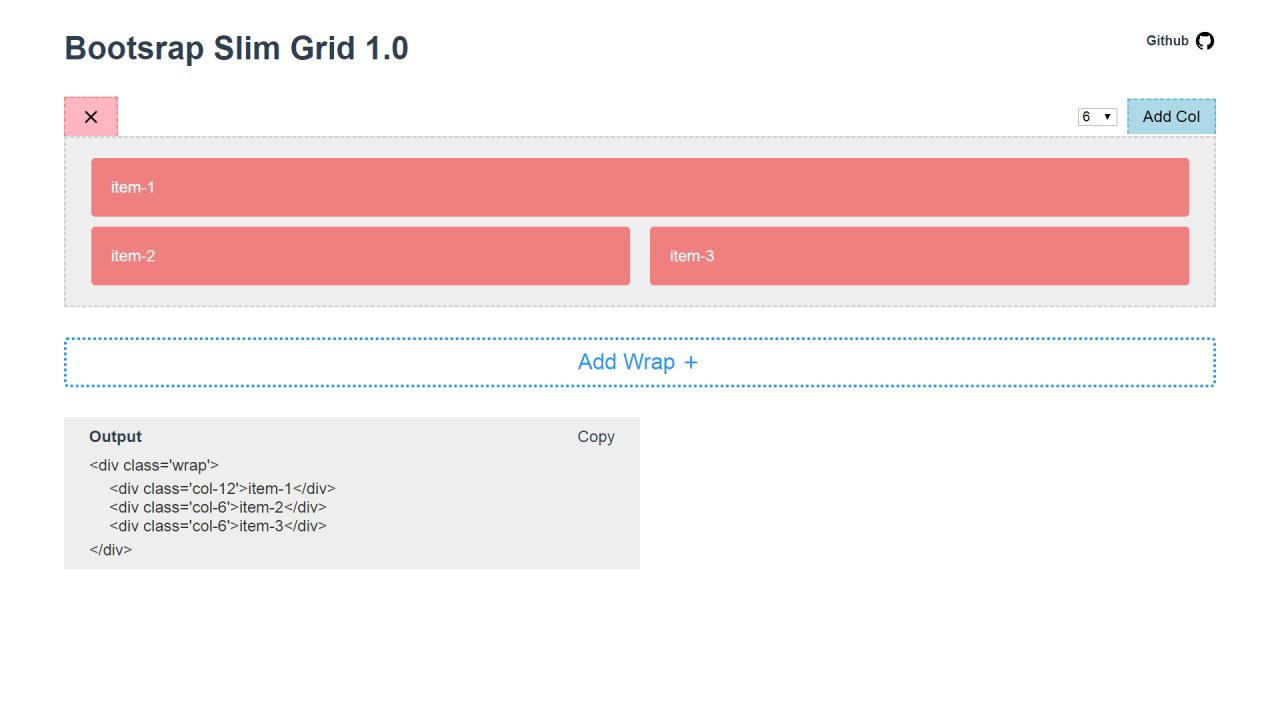 Bootsrap Slim Grid 1.0
Github
6
Add Col
item-1
item-2
item-3
Add Wrap +
Output
Copy
<div class='wrap'>
<div class='col-12'>item-1</div>
<div class='col-6'>item-2</div>
<div class='col-6'>item-3</div>
</div>